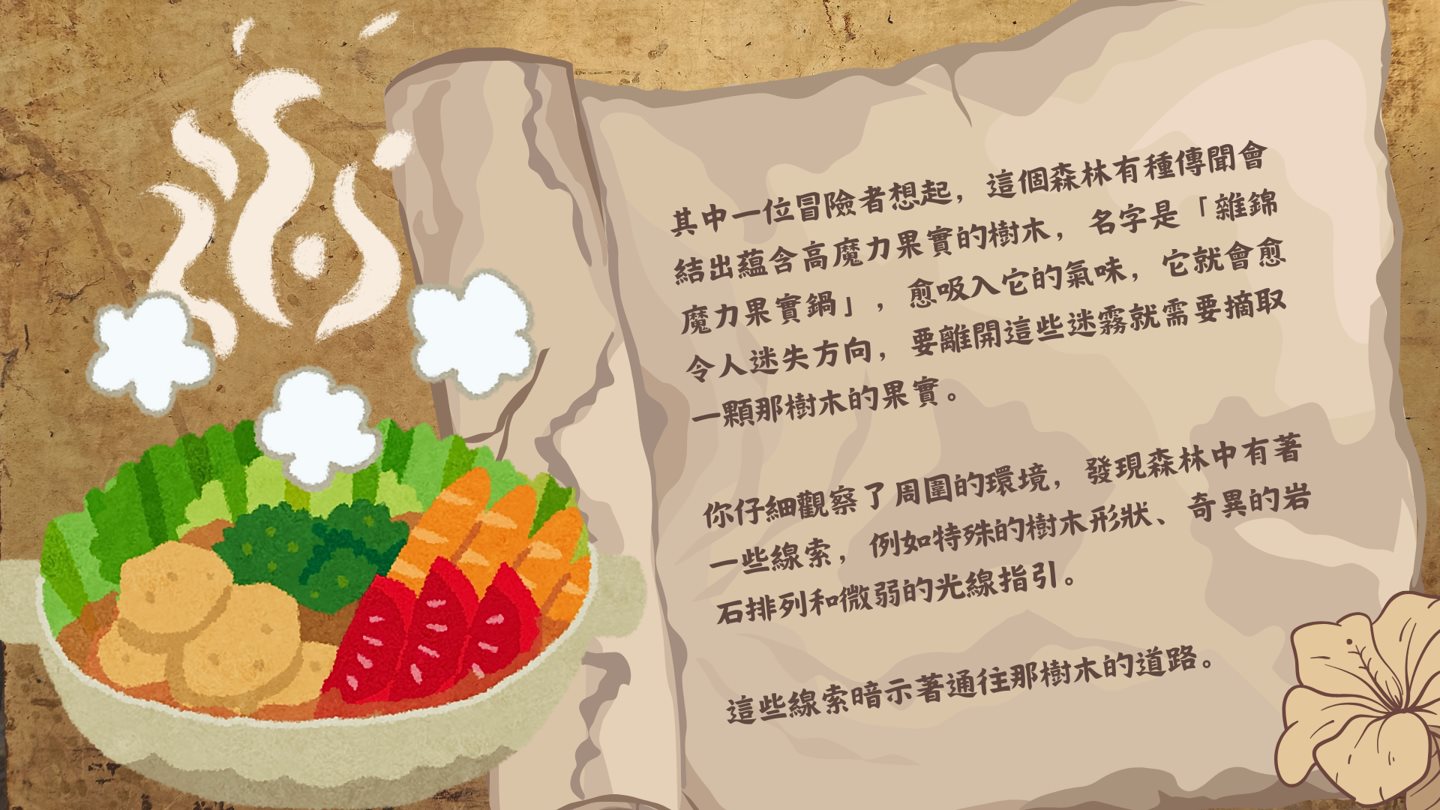 其中一位冒險者想起，這個森林有種傳聞會
結出蘊含高魔力果實的樹木，名字是「雜錦
魔力果實鍋」，愈吸入它的氣味，它就會愈
令人迷失方向，要離開這些迷霧就需要摘取
一顆那樹木的果實。
你仔細觀察了周圍的環境，發現森林中有著
一些線索，例如特殊的樹木形狀、奇異的岩
石排列和微弱的光線指引。
這些線索暗示著通往那樹木的道路。